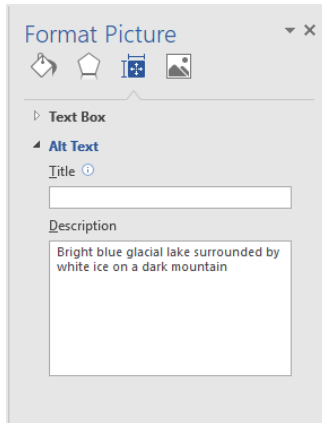 Format Picture
Text Box
Alt Text
Title
Description
Bright blue glacial lake surrounded by
white ice on a dark mountain